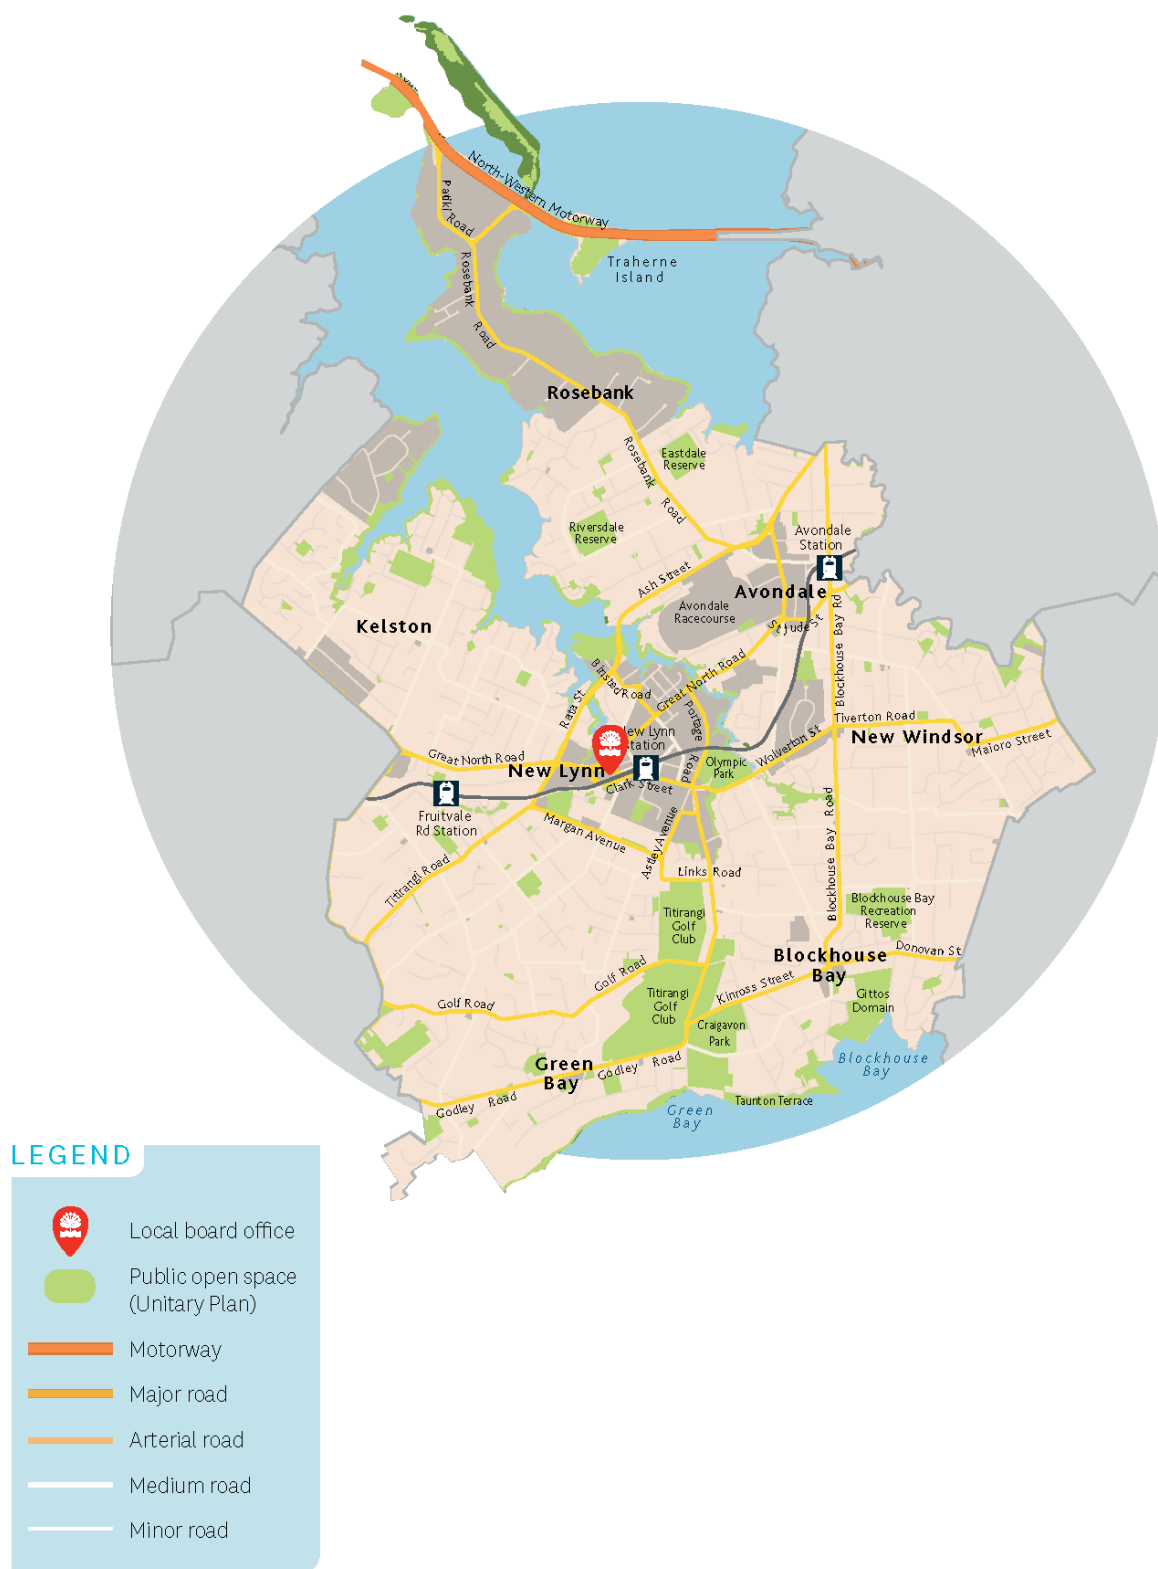 North-Western Motorway
Patiki
Road
Traherne
Island
Rosebank
Road
Rosebank
Rosebank
Road
Eastdale
Reserve
Riversdale
Reserve
Avondale
Station
Ash Street
Avondale
Avondale
Racecourse
St Jude St
Blockhouse Bay Rd
Kelston
Binsted Road
Great North Road
Rata St
Portage
Road
New Lynn
Station
Tiverton Road
New Windsor
Maioro Street
Wolverton St
Olympic
Park
Great North Road
New Lynn
Clark Street
Fruitvale
Rd Station
Margan Avenue
Astley Avenue
Links Road
Titirangi Road
Blockhouse Bay Road
Blockhouse Bay
Recreation
Reserve
Titirangi
Golf
Club
Donovan St
Blockhouse
Bay
Golf Road
Kinross Street
Golf Road
Titirangi
Golf
Club
Gittos
Domain
Craigavon
Park
Green
Bay
Godley Road
Blockhouse
Bay
Godley Road
Taunton Terrace
Green
Bay
LEGEND
Local board office
Public open space
(Unitary Plan)
Motorway
Major road
Arterial road
Medium road
Minor road